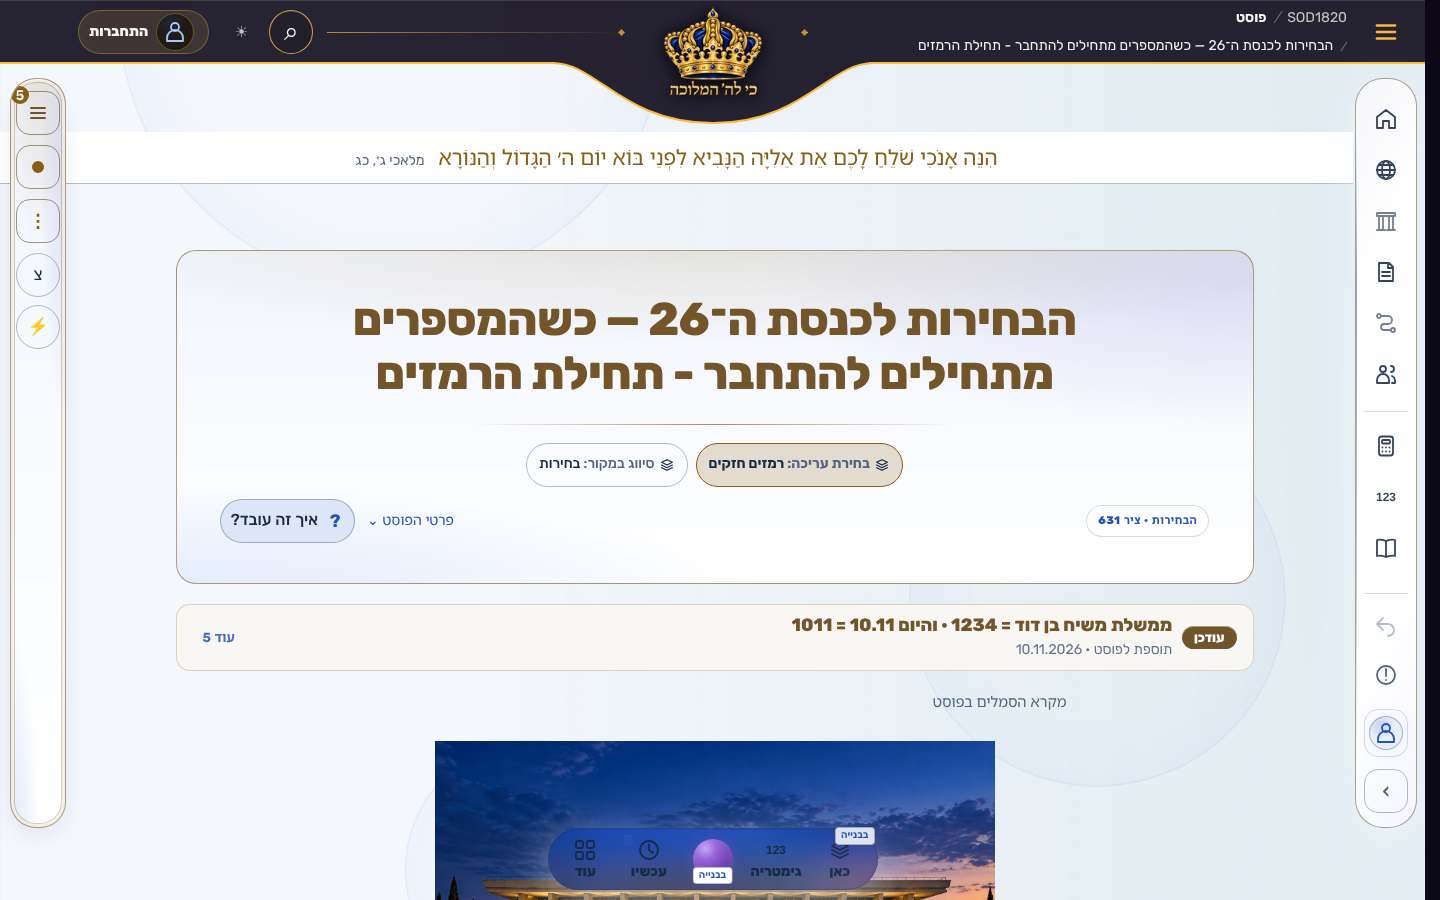 SOD1820 / פוסט
/ הבחירות לכנסת ה־26 — כשהמספרים מתחילים להתחבר - תחילת הרמזים
התחברות
כי לה' המלוכה
הִנֵּה אָנֹכִי שֹׁלֵחַ לָכֶם אֵת אֵלִיָּה הַנָּבִיא לִפְנֵי בּוֹא יוֹם ה׳ הַגָּדוֹל וְהַנּוֹרָא מלאכי ג׳, כג
5
צ
הבחירות לכנסת ה־26 — כשהמספרים
מתחילים להתחבר - תחילת הרמזים
בחירת עריכה: רמזים חזקים
סיווג במקור: בחירות
הבחירות • ציר 631
פרטי הפוסט
? איך זה עובד?
עודכן
ממשלת משיח בן דוד = 1234 • והיום 10.11 = 1011
תוספת לפוסט • 10.11.2026
עוד 5
מקרא הסמלים בפוסט
123
בבנייה
כאן
123
גימטריה
בבנייה
עכשיו
עוד